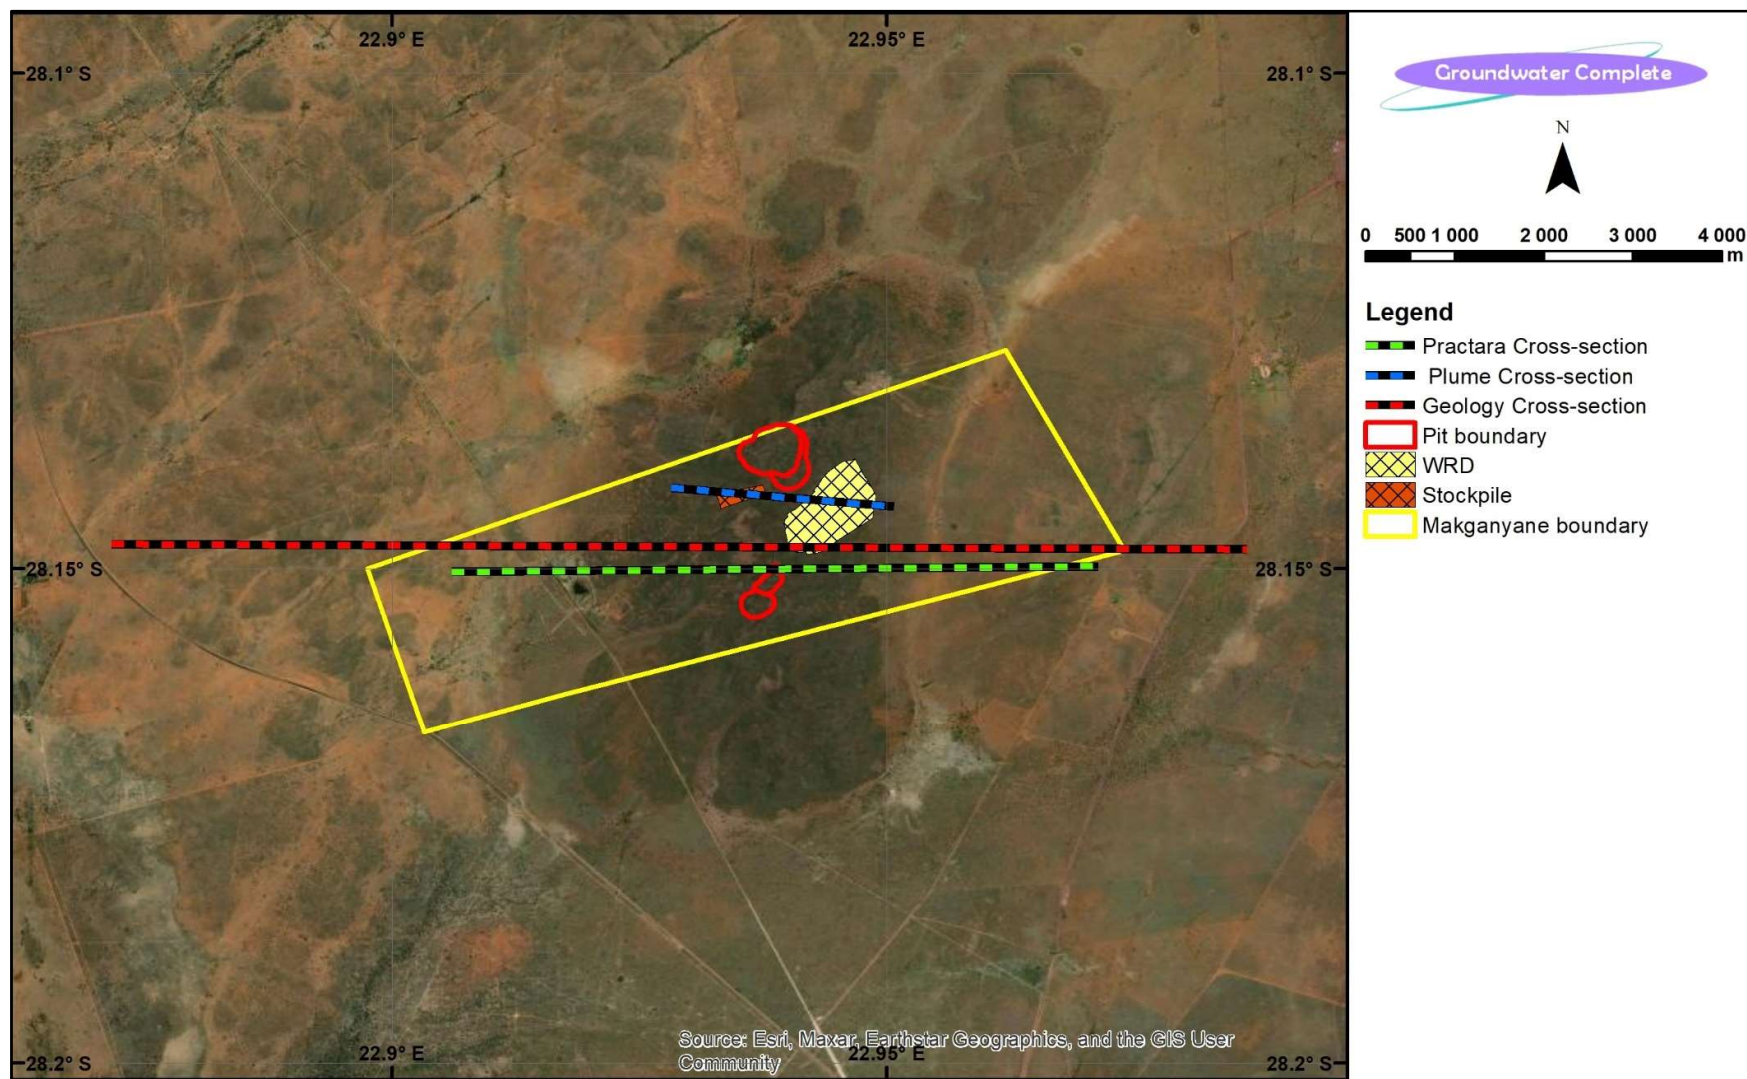 22.9° E
22.95° E
28.1° S
28.1° S
28.15° S
28.15° S
28.2° S
28.2° S
22.9° E
22.95° E
Source: Esri, Maxar, Earthstar Geographics, and the GIS User
Community
Groundwater Complete
N
0 500 1 000 2 000 3 000 4 000
m
Legend
Practara Cross-section
Plume Cross-section
Geology Cross-section
Pit boundary
WRD
Stockpile
Makganyane boundary